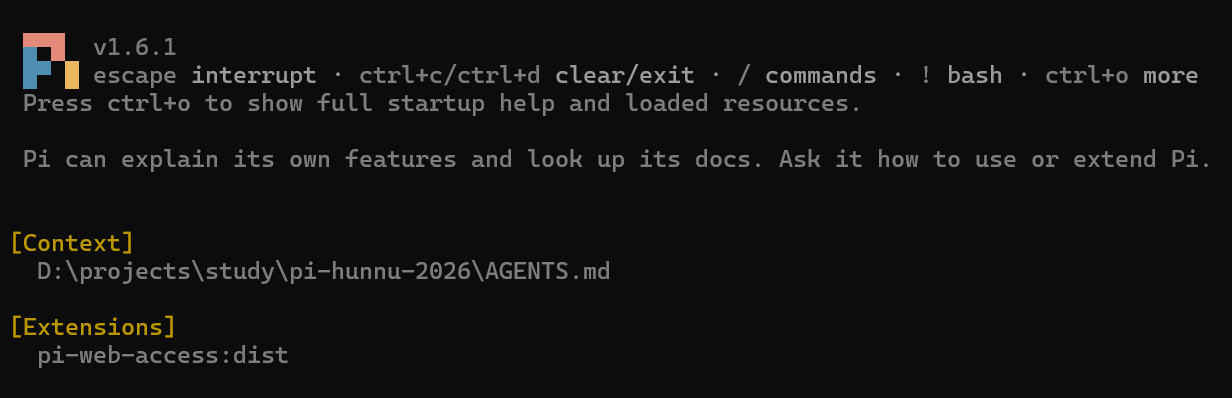 v1.6.1
escape interrupt · ctrl+c/ctrl+d clear/exit · / commands · ! bash · ctrl+o more
Press ctrl+o to show full startup help and loaded resources.
Pi can explain its own features and look up its docs. Ask it how to use or extend Pi.
[Context]
D:\projects\study\pi-hunnu-2026\AGENTS.md
[Extensions]
pi-web-access:dist